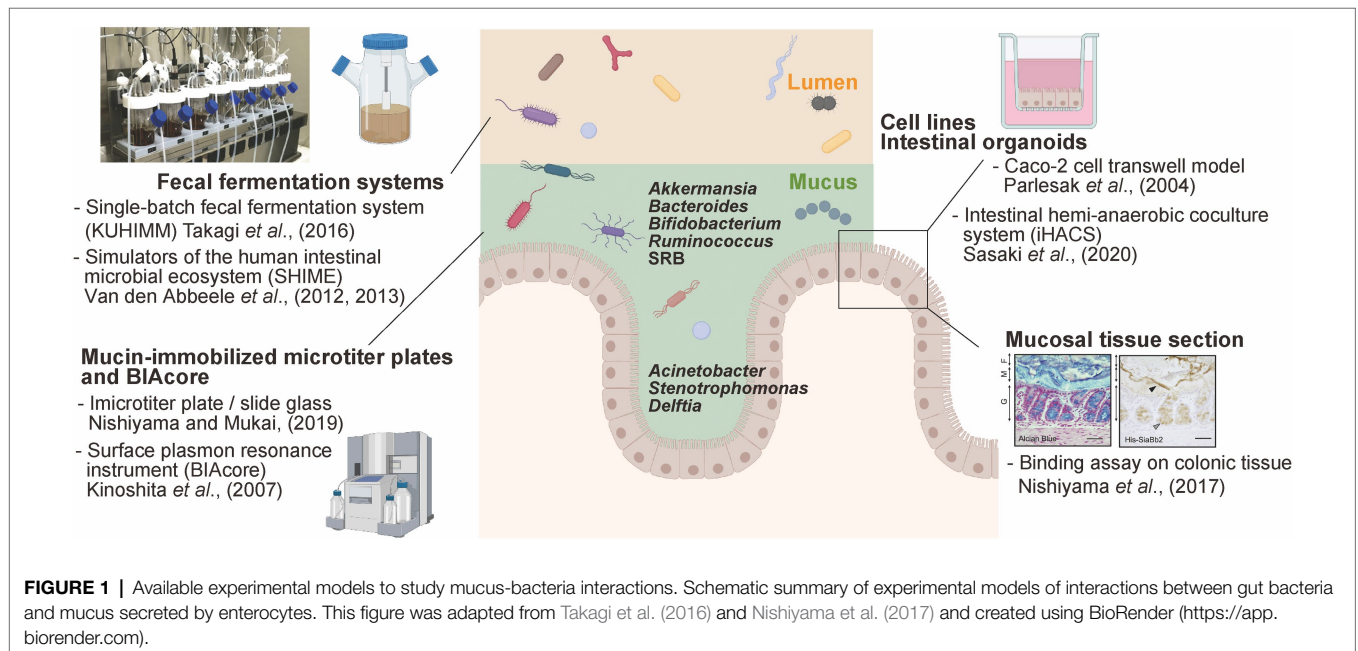 Fecal fermentation systems
- Single-batch fecal fermentation system
(KUHIMM) Takagi et al., (2016)
- Simulators of the human intestinal
microbial ecosystem (SHIME)
Van den Abbeele et al., (2012, 2013)
Mucin-immobilized microtiter plates
and BIAcore
- Imicrotiter plate / slide glass
Nishiyama and Mukai, (2019)
- Surface plasmon resonance
instrument (BIAcore)
Kinoshita et al., (2007)
Lumen
Mucus
Akkermansia
Bacteroides
Bifidobacterium
Ruminococcus
SRB
Acinetobacter
Stenotrophomonas
Delftia
Cell lines
Intestinal organoids
- Caco-2 cell transwell model
Parlesak et al., (2004)
- Intestinal hemi-anaerobic coculture
system (iHACS)
Sasaki et al., (2020)
Mucosal tissue section
F
M
G
Alcian Blue
His-SiaBb2
- Binding assay on colonic tissue
Nishiyama et al., (2017)
FIGURE 1 | Available experimental models to study mucus-bacteria interactions. Schematic summary of experimental models of interactions between gut bacteria
and mucus secreted by enterocytes. This figure was adapted from Takagi et al. (2016) and Nishiyama et al. (2017) and created using BioRender (https://app.
biorender.com).